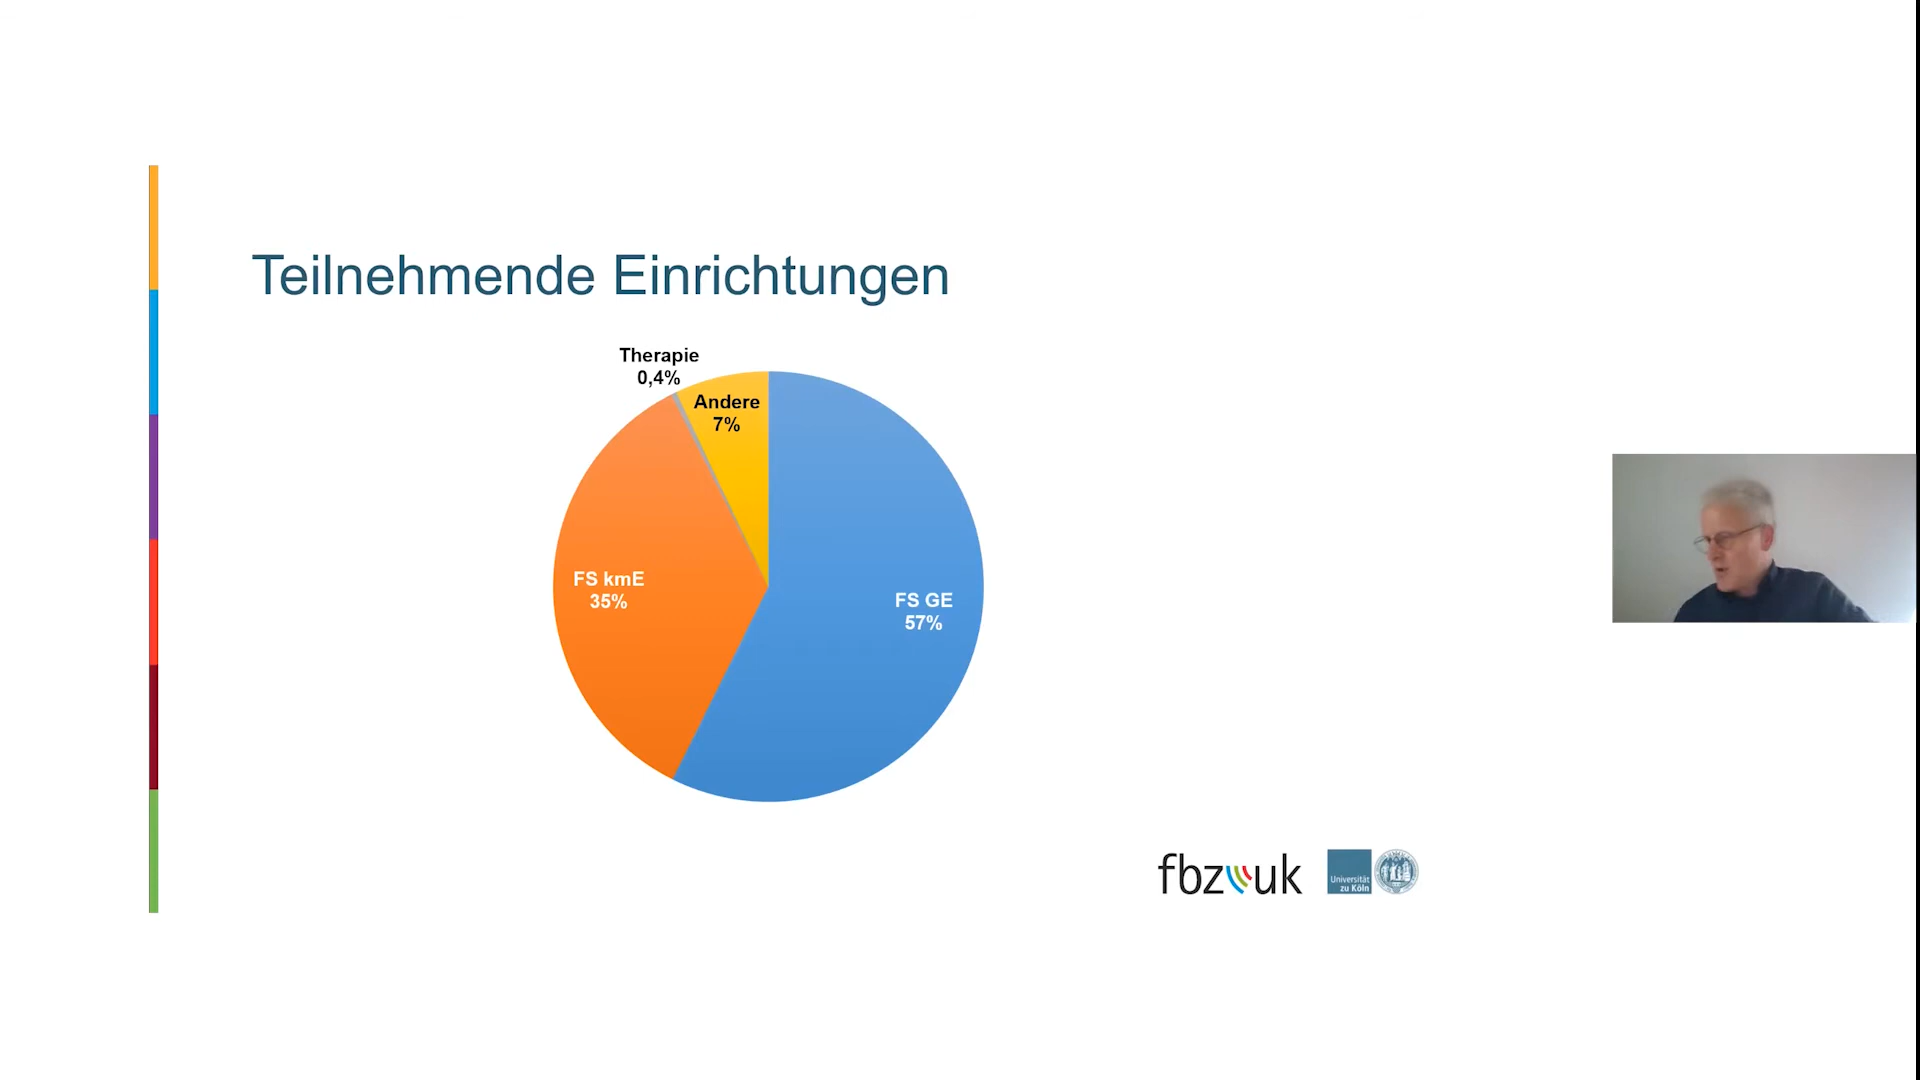 Teilnehmende Einrichtungen
Therapie
0,4%
Andere
7%
FS kmE
35%
FS GE
57%
fbz uk
Universität
zu Köln